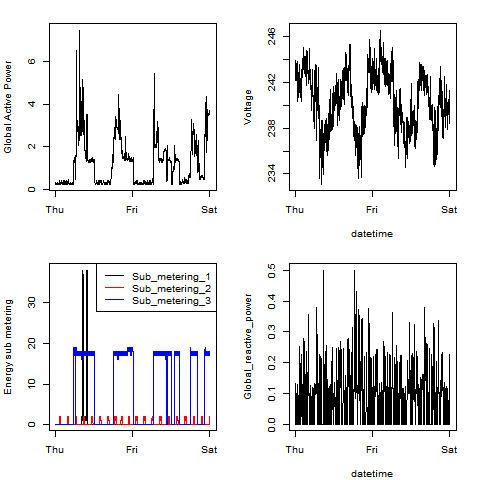 Global Active Power
6
4
2
0
Thu
Fri
Sat
Voltage
246
242
238
234
Thu
Fri
Sat
datetime
Energy sub metering
30
20
10
0
Sub_metering_1
Sub_metering_2
Sub_metering_3
Thu
Fri
Sat
Global_reactive_power
0.5
0.4
0.3
0.2
0.1
0.0
Thu
Fri
Sat
datetime